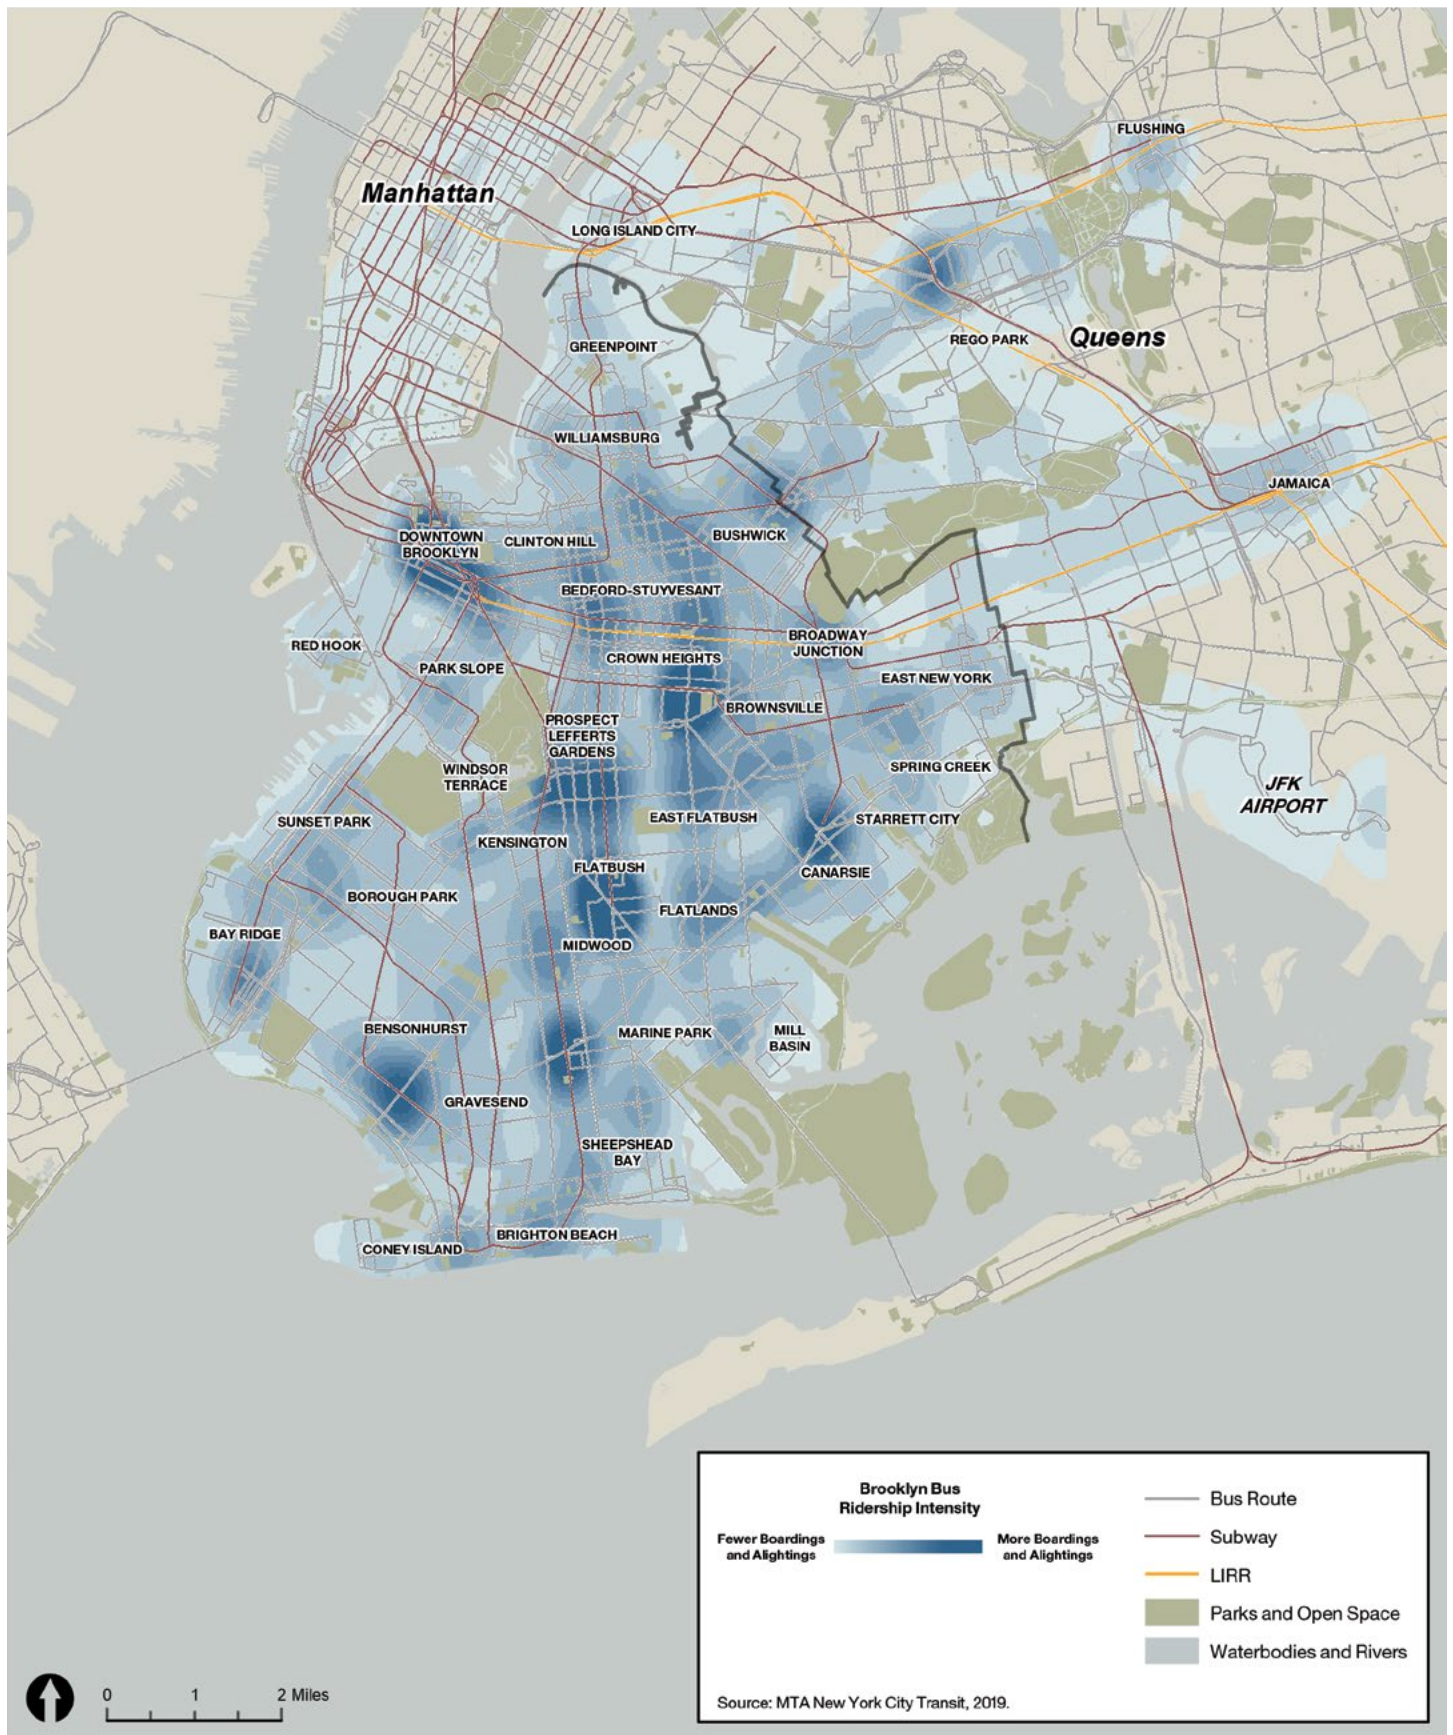 FLUSHING
Manhattan
LONG ISLAND CITY
Queens
REGO PARK
GREENPOINT
WILLIAMSBURG
JAMAICA
DOWNTOWN
BROOKLYN
CLINTON HILL
BUSHWICK
BEDFORD-STUYVESANT
BROADWAY
JUNCTION
RED HOOK
CROWN HEIGHTS
PARK SLOPE
EAST NEW YORK
BROWNSVILLE
PROSPECT
LEFFERTS
GARDENS
WINDSOR
TERRACE
SPRING CREEK
JFK
AIRPORT
SUNSET PARK
EAST FLATBUSH
STARRETT CITY
KENSINGTON
FLATBUSH
CANARSIE
BOROUGH PARK
FLATLANDS
BAY RIDGE
MIDWOOD
BENSONHURST
MARINE PARK
MILL
BASIN
GRAVESEND
SHEEPSHEAD
BAY
BRIGHTON BEACH
CONEY ISLAND
Brooklyn Bus
Ridership Intensity
Fewer Boardings
and Alightings
More Boardings
and Alightings
Bus Route
Subway
LIRR
Parks and Open Space
Waterbodies and Rivers
Source: MTA New York City Transit, 2019.
0 1 2 Miles